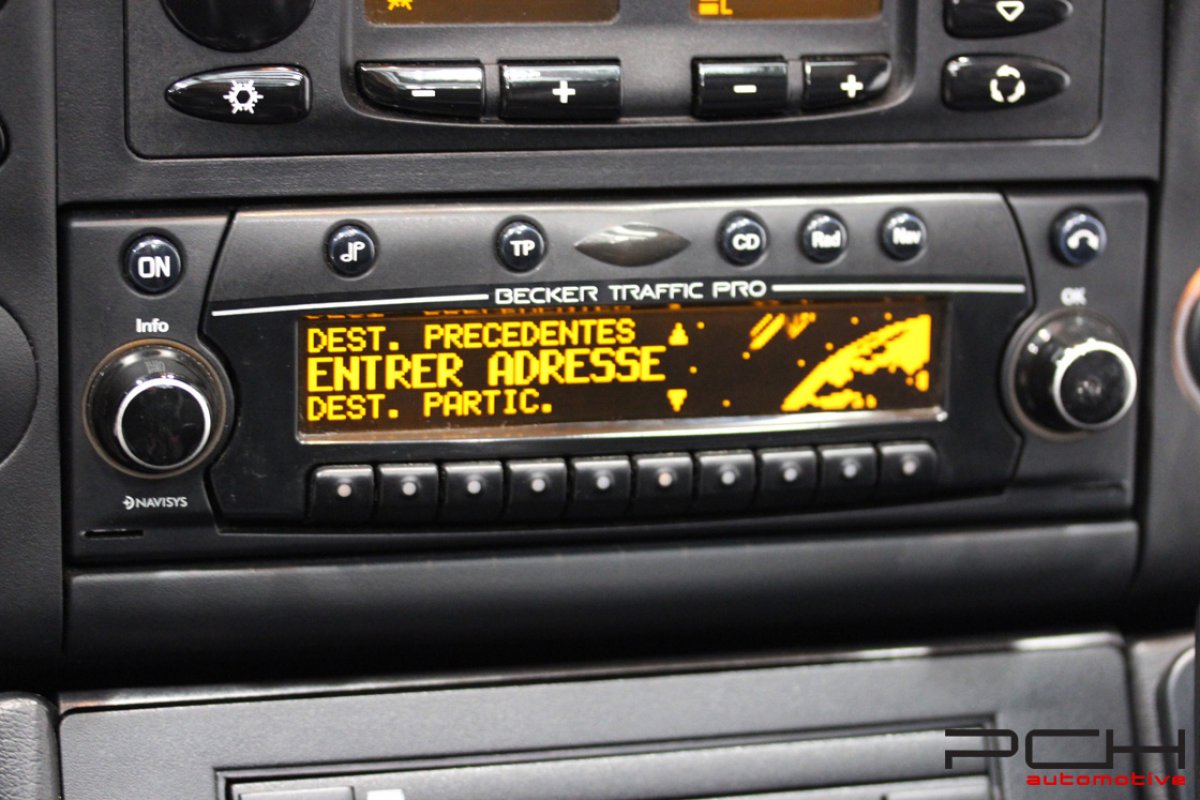 - + - +
ON
TP
CD
Rad
Nav
BECKER TRAFFIC PRO
Info
OK
DEST. PRECEDENTES
ENTRER ADRESSE
DEST. PARTIC.
NAVISYS
PCH
automotive